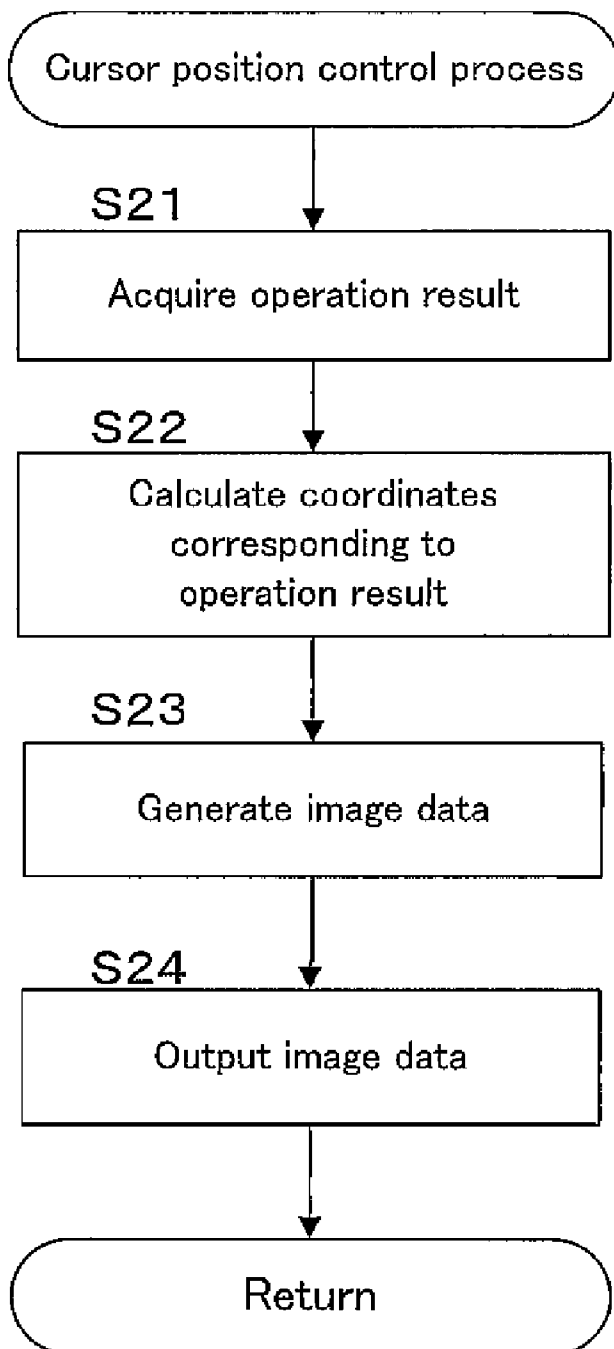 Cursor position control process
S21
Acquire operation result
S22
Calculate coordinates
corresponding to
operation result
S23
Generate image data
S24
Output image data
Return